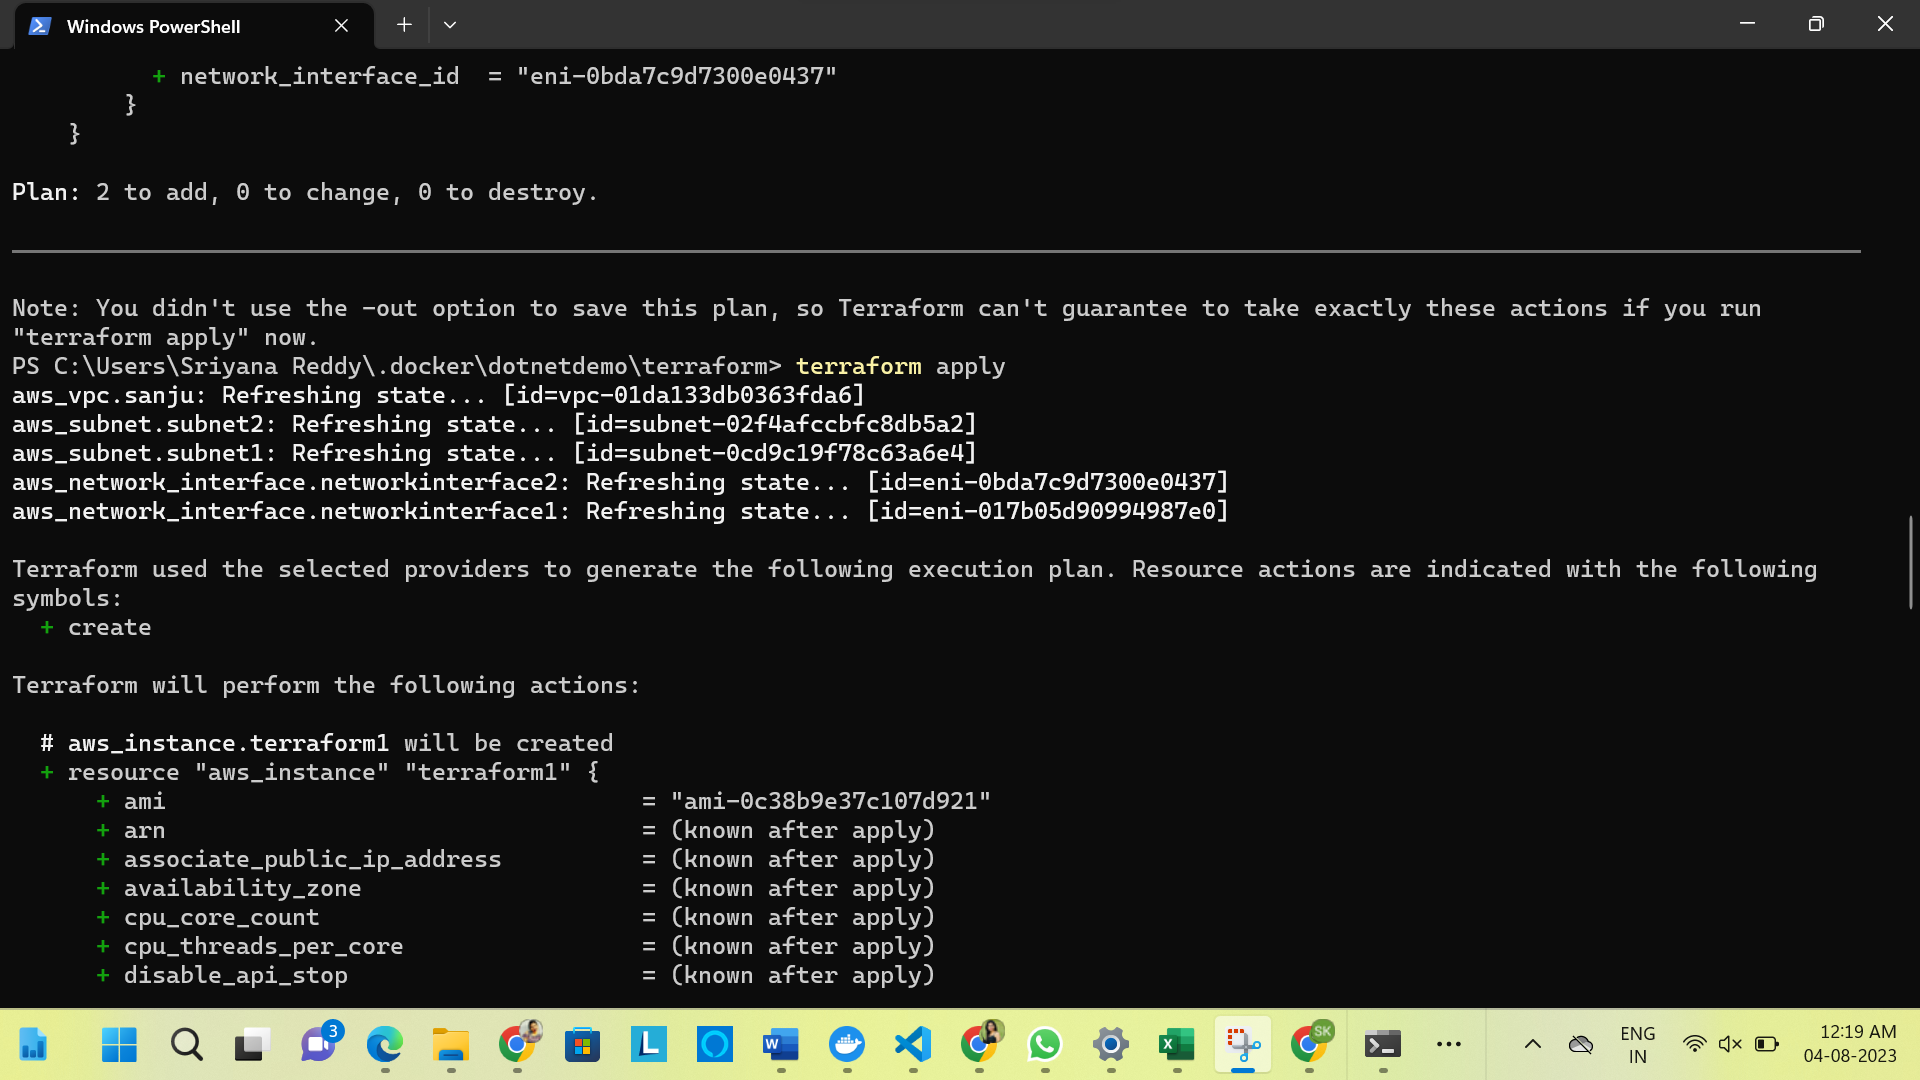 Windows PowerShell
+ network_interface_id  = "eni-0bda7c9d7300e0437"
}
}
Plan: 2 to add, 0 to change, 0 to destroy.
Note: You didn't use the -out option to save this plan, so Terraform can't guarantee to take exactly these actions if you run
"terraform apply" now.
PS C:\Users\Sriyana Reddy\.docker\dotnetdemo\terraform> terraform apply
aws_vpc.sanju: Refreshing state... [id=vpc-01da133db0363fda6]
aws_subnet.subnet2: Refreshing state... [id=subnet-02f4afccbfc8db5a2]
aws_subnet.subnet1: Refreshing state... [id=subnet-0cd9c19f78c63a6e4]
aws_network_interface.networkinterface2: Refreshing state... [id=eni-0bda7c9d7300e0437]
aws_network_interface.networkinterface1: Refreshing state... [id=eni-017b05d90994987e0]
Terraform used the selected providers to generate the following execution plan. Resource actions are indicated with the following
symbols:
+ create
Terraform will perform the following actions:
# aws_instance.terraform1 will be created
+ resource "aws_instance" "terraform1" {
+ ami = "ami-0c38b9e37c107d921"
+ arn = (known after apply)
+ associate_public_ip_address = (known after apply)
+ availability_zone = (known after apply)
+ cpu_core_count = (known after apply)
+ cpu_threads_per_core = (known after apply)
+ disable_api_stop = (known after apply)
3
L
W
X
SK
ENG
IN
12:19 AM
04-08-2023